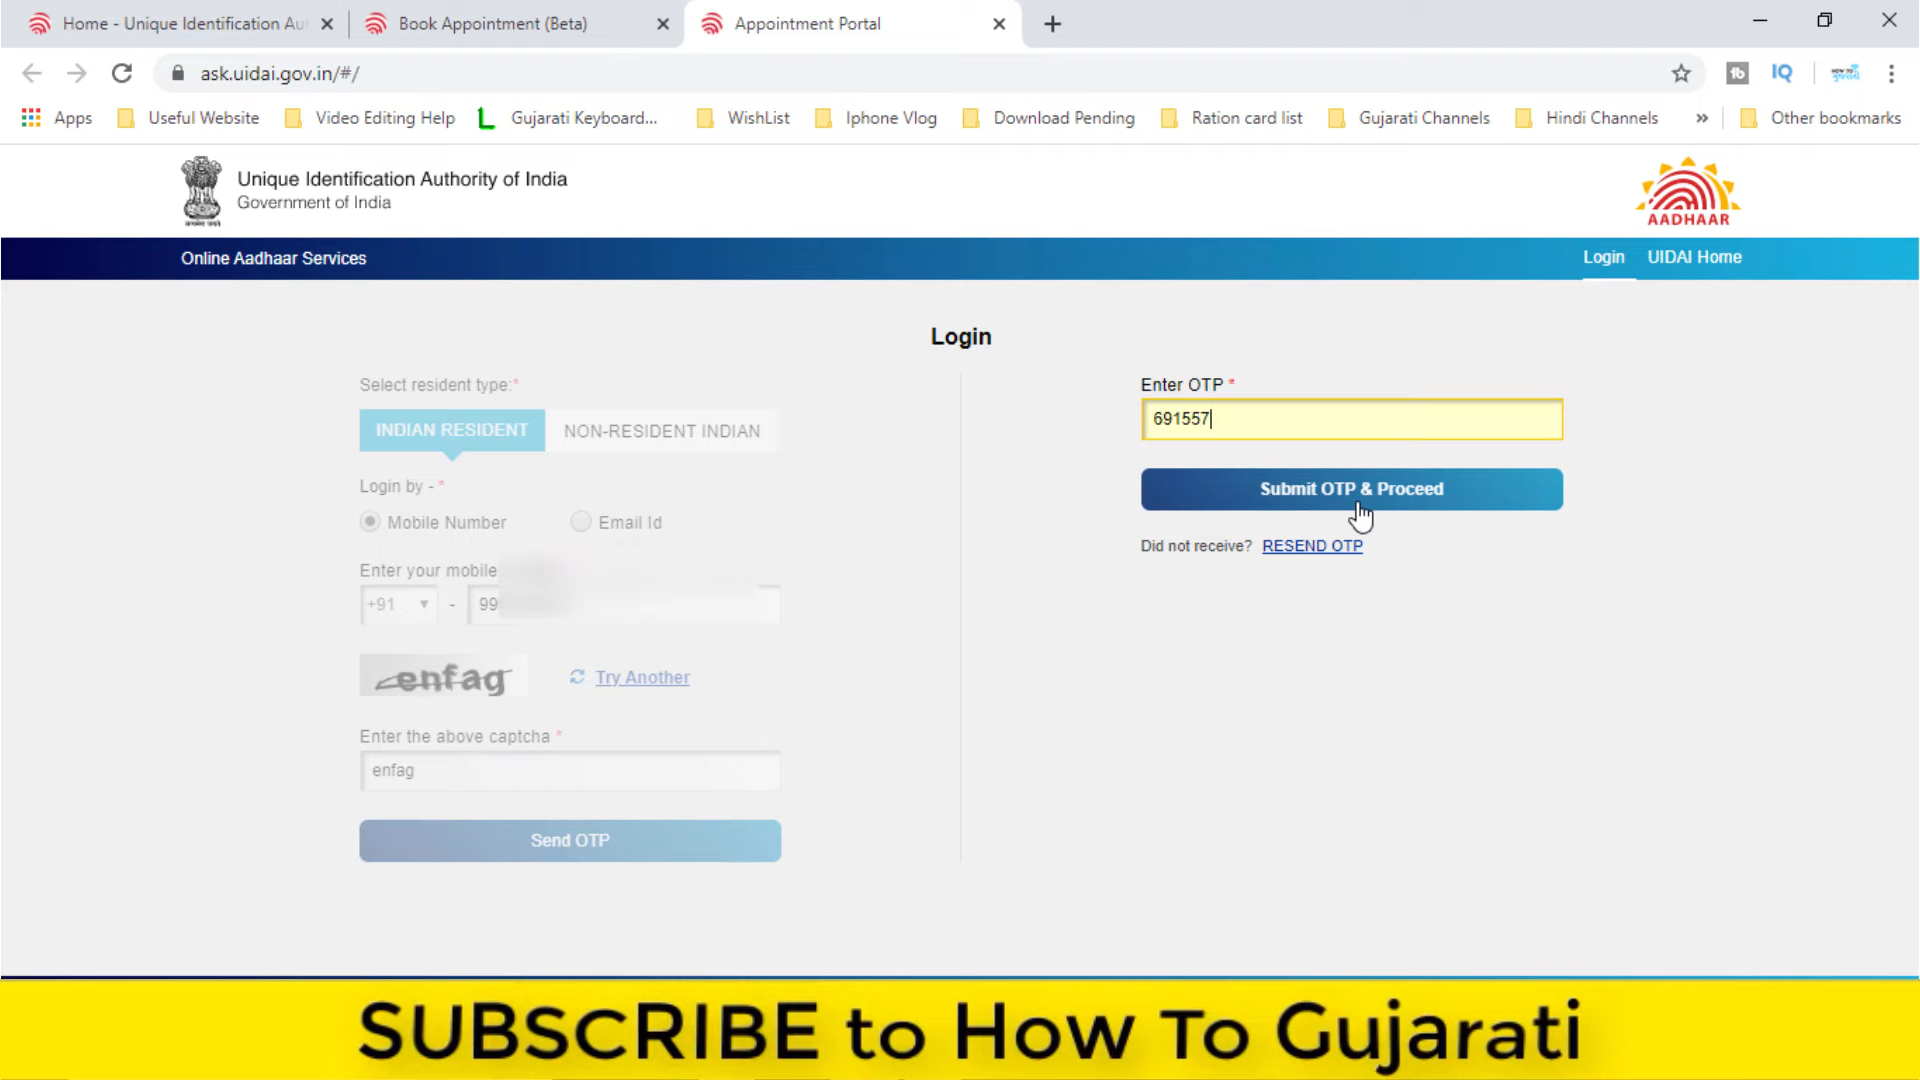 Home - Unique Identification Au
Book Appointment (Beta)
Appointment Portal
ask.uidai.gov.in/#/
Apps
Useful Website
Video Editing Help
Gujarati Keyboard...
WishList
Iphone Vlog
Download Pending
Ration card list
Gujarati Channels
Hindi Channels
Other bookmarks
tb
IQ
HOW TO
Unique Identification Authority of India
Government of India
AADHAAR
Online Aadhaar Services
Login
UIDAI Home
Login
Select resident type:*
INDIAN RESIDENT
NON-RESIDENT INDIAN
Login by - *
Mobile Number
Email Id
Enter your mobile
+91
-
99
enfag
Try Another
Enter the above captcha *
enfag
Send OTP
Enter OTP *
691557
Submit OTP & Proceed
Did not receive? RESEND OTP
SUBSCRIBE to How To Gujarati